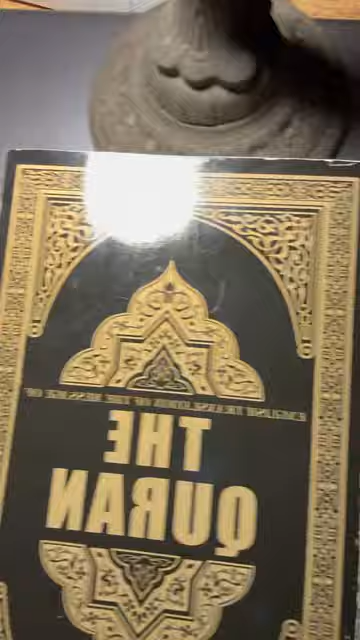 ENGLISH TRANSLATION OF THE MESSAGE OF
THE
QURAN